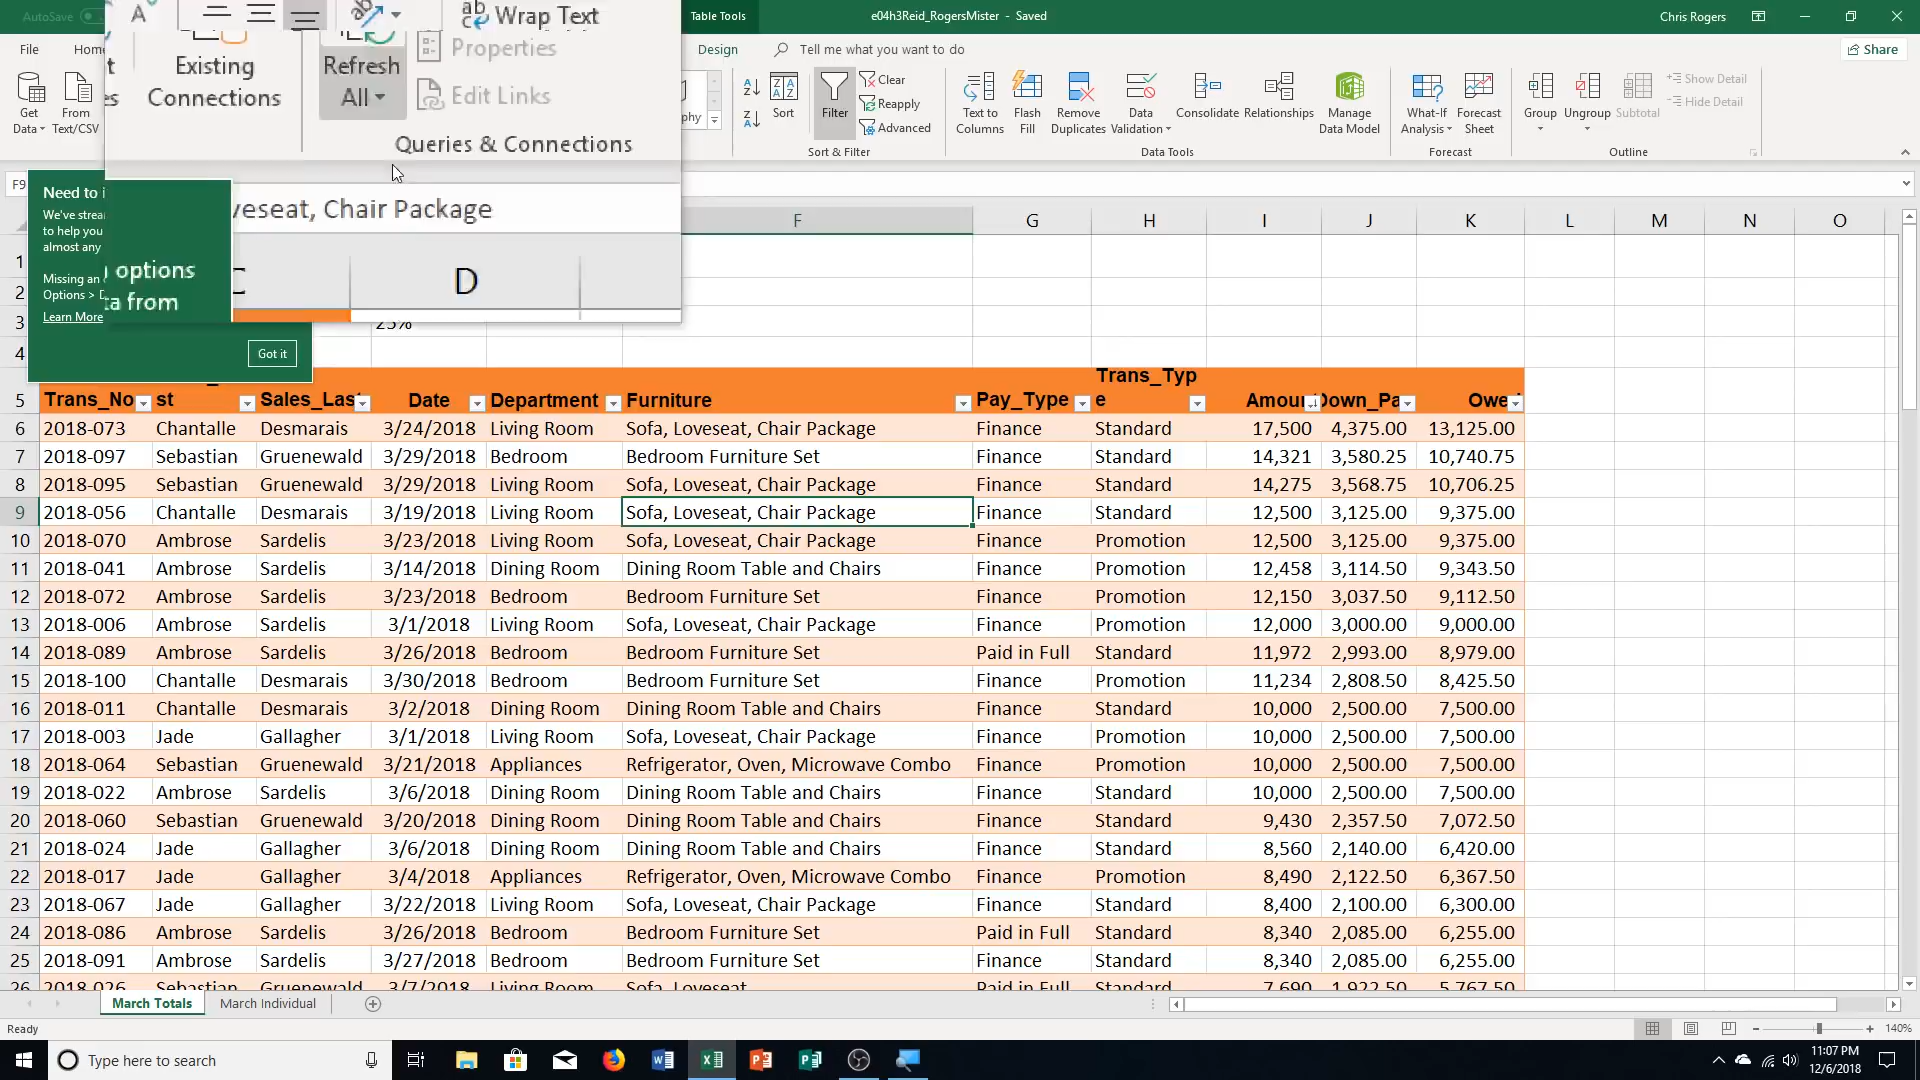 AutoSave
Table Tools
e04h3Reid_RogersMister - Saved
Chris Rogers
File
Design
Tell me what you want to do
Share
Wrap Text
Existing Connections
Refresh All
Properties
Edit Links
Queries & Connections
Get Data
From Text/CSV
Clear
Reapply
Advanced
Sort
Filter
Sort & Filter
Text to Columns
Flash Fill
Remove Duplicates
Data Validation
Consolidate
Relationships
Manage Data Model
Data Tools
What-If Analysis
Forecast Sheet
Forecast
Group
Ungroup
Subtotal
Show Detail
Hide Detail
Outline
F9
Chair Package
Need to
to help you
almost any
Missing an
Options >
options
from
Learn More
Got it
C D F G H I J K L M N O
1
2
3 25%
4
5 Trans_No st Date Department Furniture Pay_Type Trans_Type
6 2018-073 Chantalle Desmarais 3/24/2018 Living Room Sofa, Loveseat, Chair Package Finance Standard 17,500 4,375.00 13,125.00
7 2018-097 Sebastian Gruenewald 3/29/2018 Bedroom Bedroom Furniture Set Finance Standard 14,321 3,580.25 10,740.75
8 2018-095 Sebastian Gruenewald 3/29/2018 Living Room Sofa, Loveseat, Chair Package Finance Standard 14,275 3,568.75 10,706.25
9 2018-056 Chantalle Desmarais 3/19/2018 Living Room Sofa, Loveseat, Chair Package Finance Standard 12,500 3,125.00 9,375.00
10 2018-070 Ambrose Sardelis 3/23/2018 Living Room Sofa, Loveseat, Chair Package Finance Promotion 12,500 3,125.00 9,375.00
11 2018-041 Ambrose Sardelis 3/14/2018 Dining Room Dining Room Table and Chairs Finance Promotion 12,458 3,114.50 9,343.50
12 2018-072 Ambrose Sardelis 3/23/2018 Bedroom Bedroom Furniture Set Finance Promotion 12,150 3,037.50 9,112.50
13 2018-006 Ambrose Sardelis 3/1/2018 Living Room Sofa, Loveseat, Chair Package Finance Promotion 12,000 3,000.00 9,000.00
14 2018-089 Ambrose Sardelis 3/26/2018 Bedroom Bedroom Furniture Set Paid in Full Standard 11,972 2,993.00 8,979.00
15 2018-100 Chantalle Desmarais 3/30/2018 Bedroom Bedroom Furniture Set Finance Promotion 11,234 2,808.50 8,425.50
16 2018-011 Chantalle Desmarais 3/2/2018 Dining Room Dining Room Table and Chairs Finance Standard 10,000 2,500.00 7,500.00
17 2018-003 Jade Gallagher 3/1/2018 Living Room Sofa, Loveseat, Chair Package Finance Promotion 10,000 2,500.00 7,500.00
18 2018-064 Sebastian Gruenewald 3/21/2018 Appliances Refrigerator, Oven, Microwave Combo Finance Promotion 10,000 2,500.00 7,500.00
19 2018-022 Ambrose Sardelis 3/6/2018 Dining Room Dining Room Table and Chairs Finance Standard 10,000 2,500.00 7,500.00
20 2018-060 Sebastian Gruenewald 3/20/2018 Dining Room Dining Room Table and Chairs Finance Standard 9,430 2,357.50 7,072.50
21 2018-024 Jade Gallagher 3/6/2018 Dining Room Dining Room Table and Chairs Finance Standard 8,560 2,140.00 6,420.00
22 2018-017 Jade Gallagher 3/4/2018 Appliances Refrigerator, Oven, Microwave Combo Finance Promotion 8,490 2,122.50 6,367.50
23 2018-067 Jade Gallagher 3/22/2018 Living Room Sofa, Loveseat, Chair Package Finance Standard 8,400 2,100.00 6,300.00
24 2018-086 Ambrose Sardelis 3/26/2018 Bedroom Bedroom Furniture Set Paid in Full Standard 8,340 2,085.00 6,255.00
25 2018-091 Ambrose Sardelis 3/27/2018 Bedroom Bedroom Furniture Set Finance Standard 8,340 2,085.00 6,255.00
26 2018-026 Sebastian Gruenewald 3/7/2018 Living Room Sofa, Loveseat Paid in Full Standard 7,690 1,922.50 5,767.50
March Totals March Individual
Ready
140%
Type here to search
11:07 PM
12/6/2018